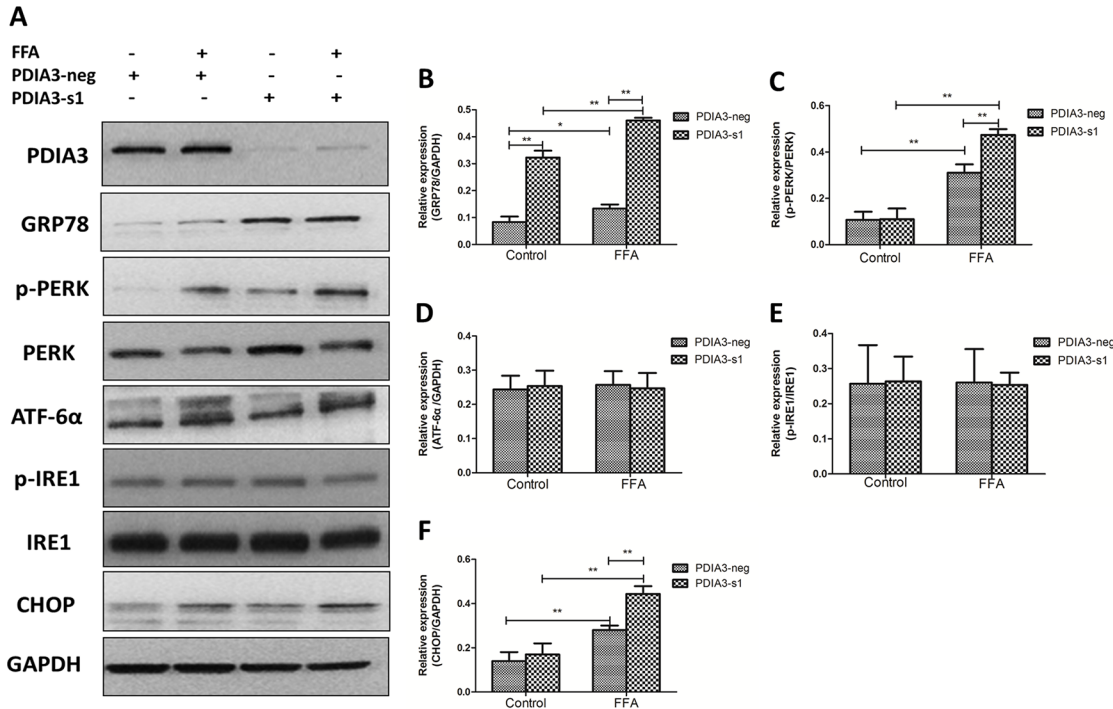 A
FFA - + - +
PDIA3-neg + + - -
PDIA3-s1 - - + +
PDIA3
GRP78
p-PERK
PERK
ATF-6α
p-IRE1
IRE1
CHOP
GAPDH
B
Relative expression
(GRP78/GAPDH)
0.5
0.4
0.3
0.2
0.1
0.0
**
*
**
**
Control
FFA
PDIA3-neg
PDIA3-s1
C
Relative expression
(p-PERK/PERK)
0.6
0.4
0.2
0.0
**
**
**
Control
FFA
PDIA3-neg
PDIA3-s1
D
Relative expression
(ATF-6α/GAPDH)
0.4
0.3
0.2
0.1
0.0
Control
FFA
PDIA3-neg
PDIA3-s1
E
Relative expression
(p-IRE1/IRE1)
0.4
0.3
0.2
0.1
0.0
Control
FFA
PDIA3-neg
PDIA3-s1
F
Relative expression
(CHOP/GAPDH)
0.6
0.4
0.2
0.0
**
**
**
Control
FFA
PDIA3-neg
PDIA3-s1